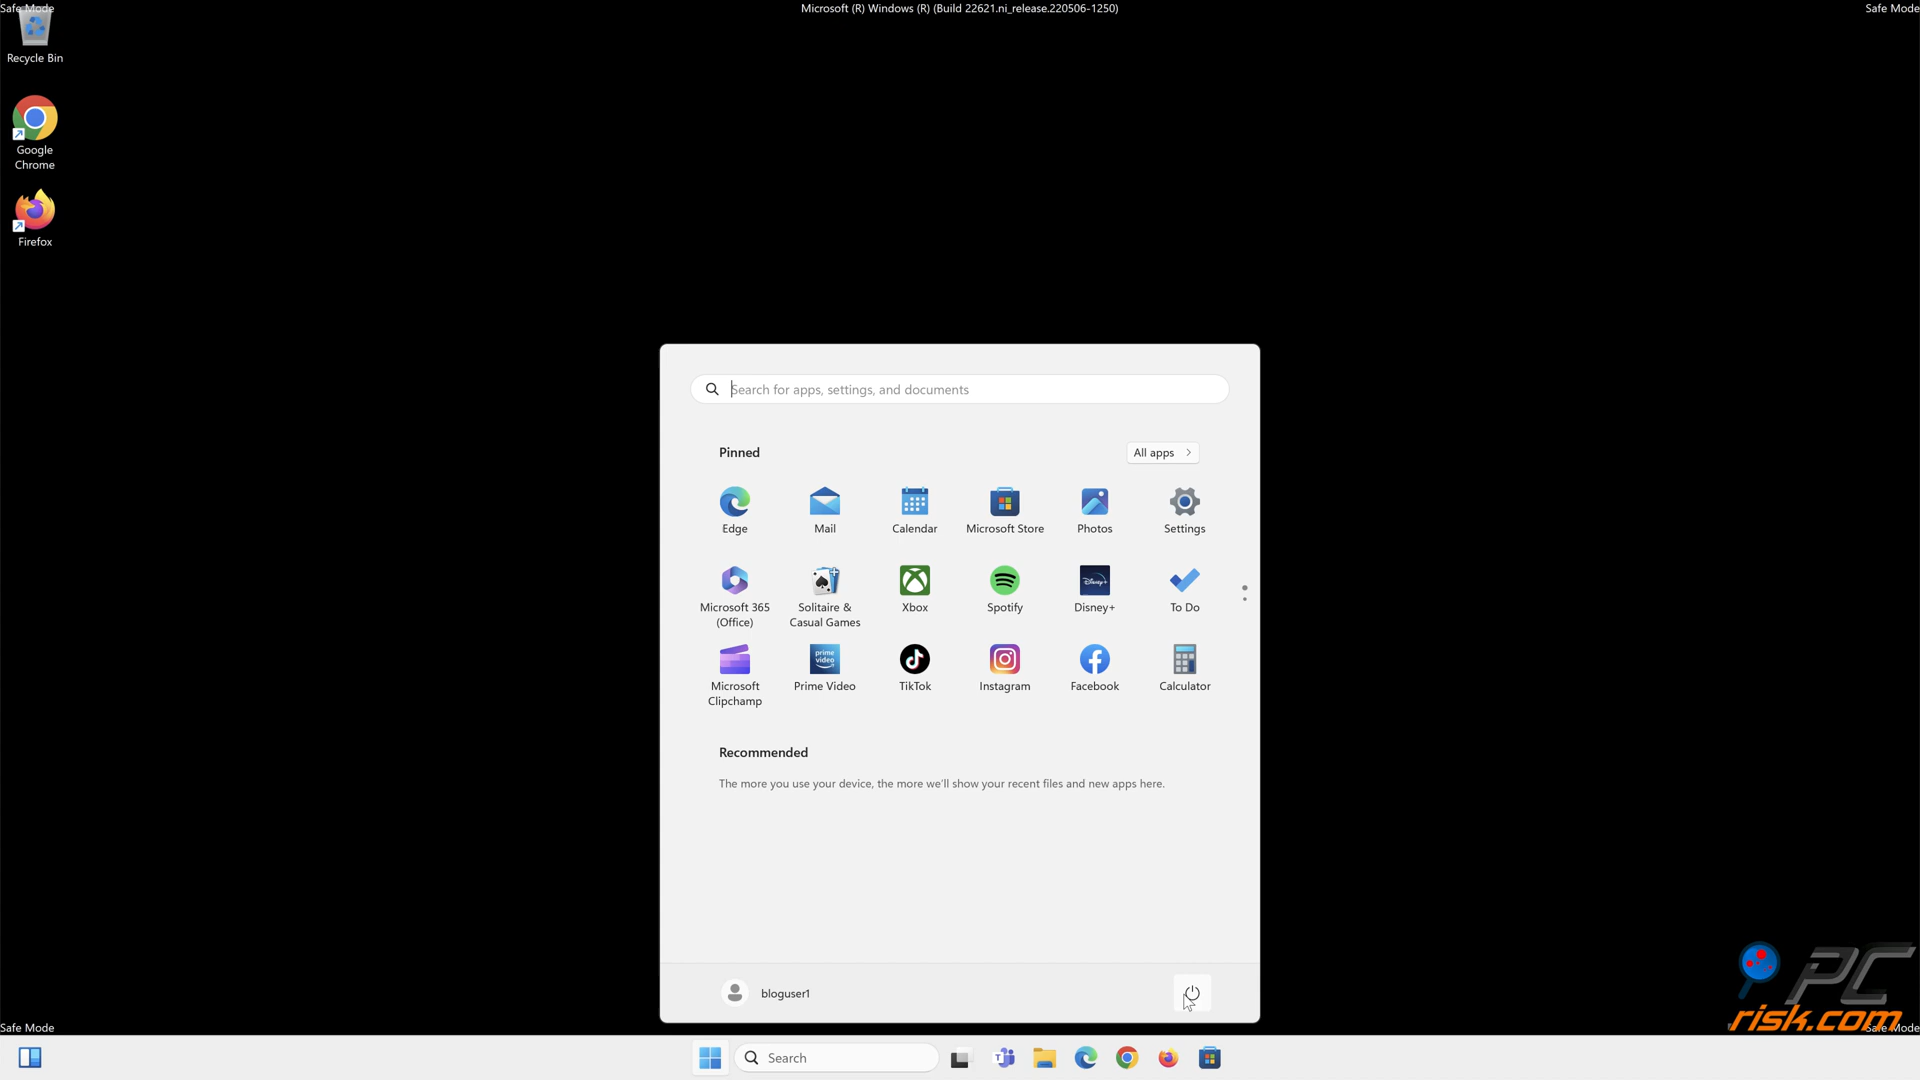 Safe Mode
Microsoft (R) Windows (R) (Build 22621.ni_release.220506-1250)
Safe Mode
Recycle Bin
Google
Chrome
Firefox
Search for apps, settings, and documents
Pinned
All apps
Edge
Mail
Calendar
Microsoft Store
Photos
Settings
Microsoft 365
(Office)
Solitaire &
Casual Games
Xbox
Spotify
Disney+
Disney+
To Do
Microsoft
Clipchamp
prime
video
Prime Video
TikTok
Instagram
Facebook
Calculator
Recommended
The more you use your device, the more we'll show your recent files and new apps here.
bloguser1
PC
risk.com
Safe Mode
Safe Mode
Search